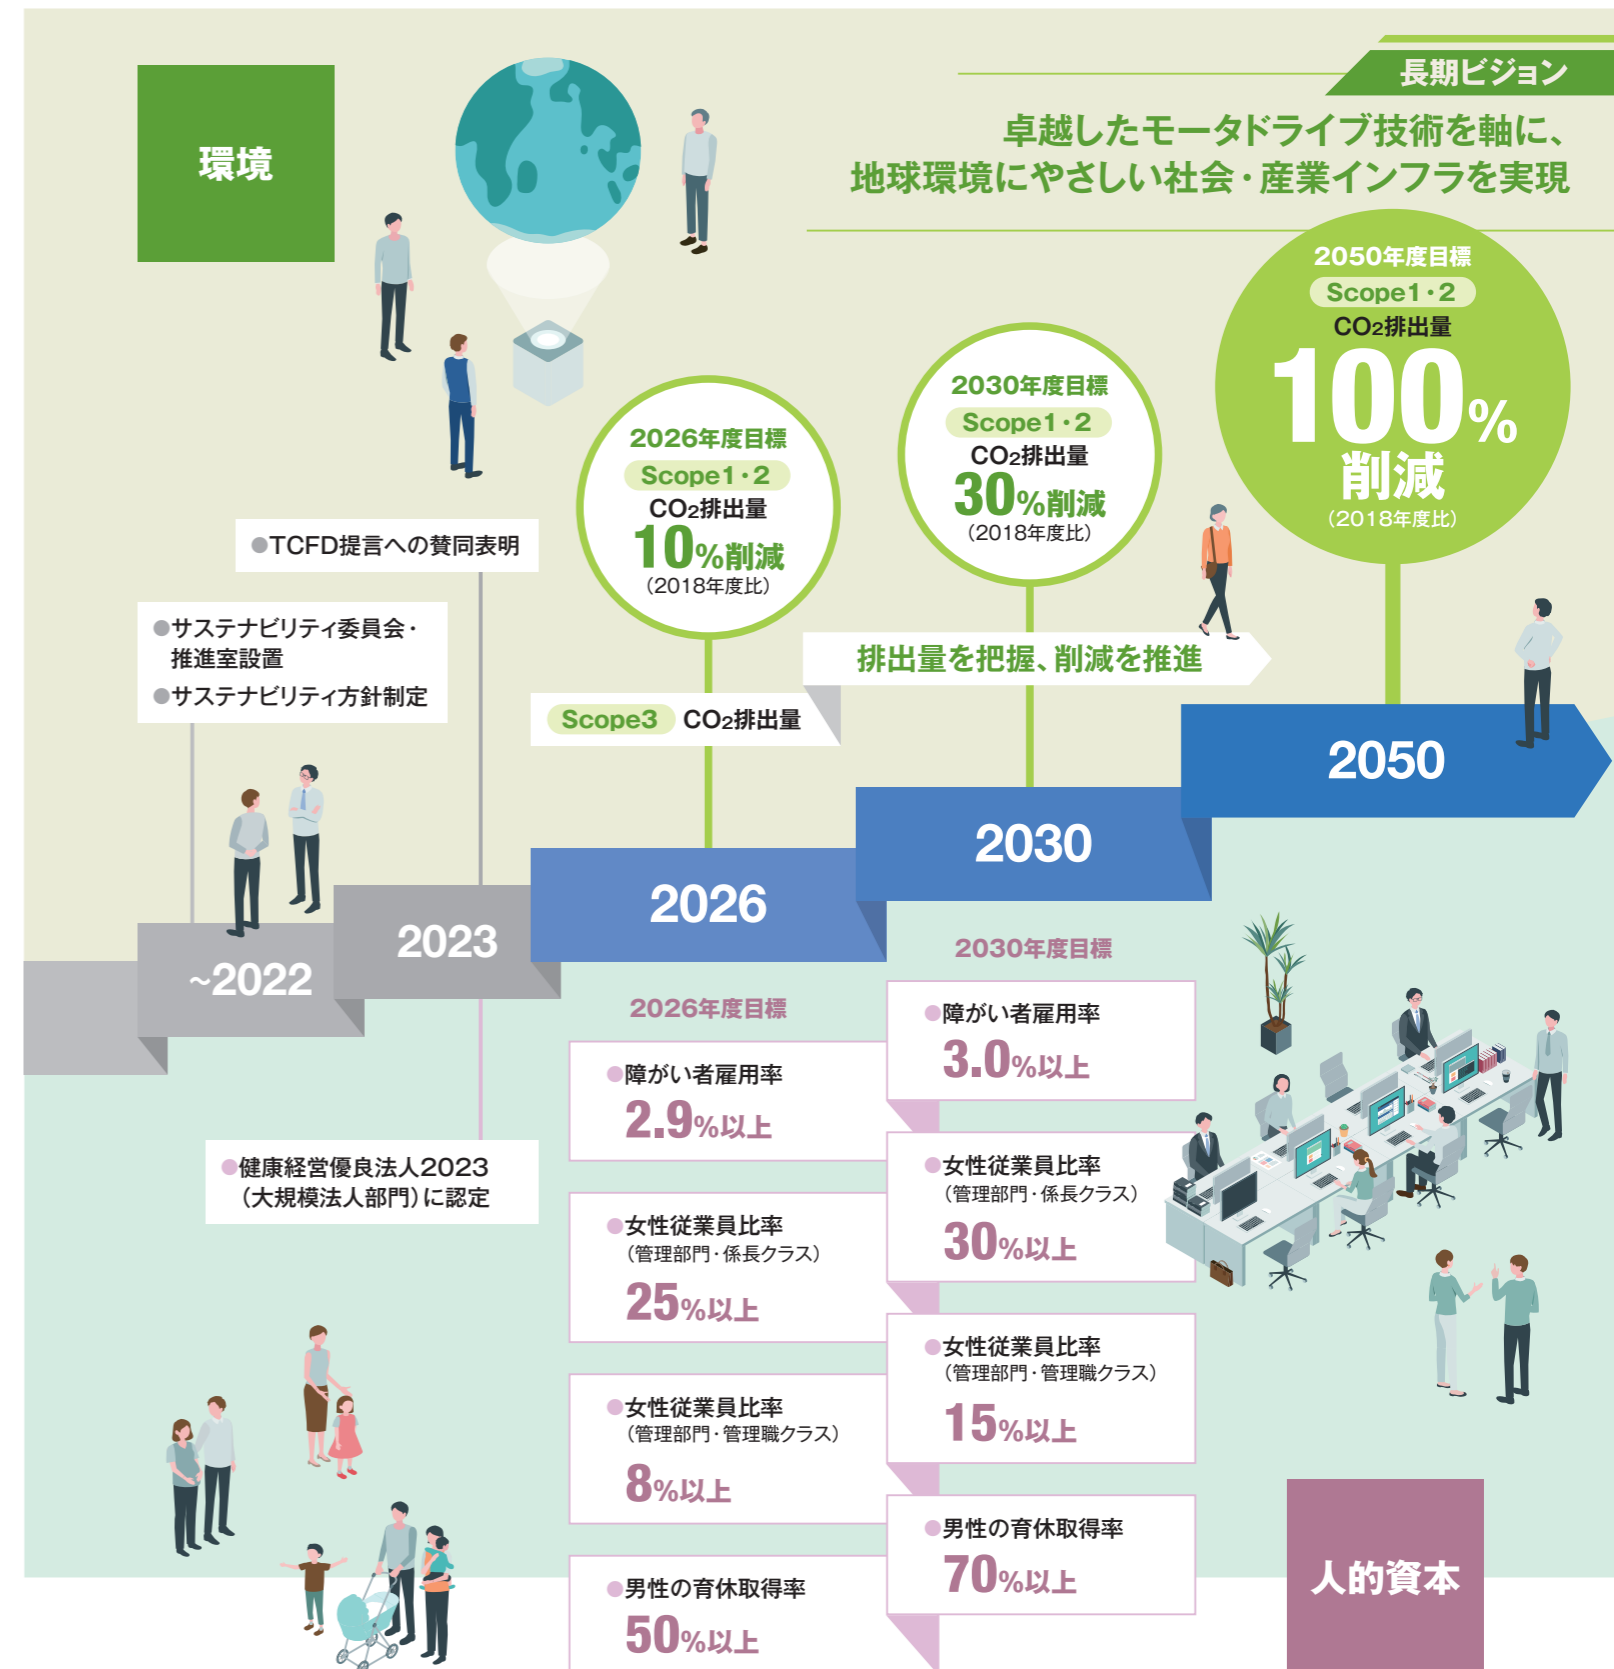 環境
長期ビジョン
卓越したモータドライブ技術を軸に、
地球環境にやさしい社会・産業インフラを実現
2050年度目標
Scope1・2
CO2排出量
100%
削減
(2018年度比)
2030年度目標
Scope1・2
CO2排出量
30%削減
(2018年度比)
2026年度目標
Scope1・2
CO2排出量
10%削減
(2018年度比)
●TCFD提言への賛同表明
●サステナビリティ委員会・
推進室設置
●サステナビリティ方針制定
Scope3 CO2排出量
排出量を把握、削減を推進
~2022
2023
2026
2030
2050
●健康経営優良法人2023
(大規模法人部門)に認定
2026年度目標
●障がい者雇用率
2.9%以上
●女性従業員比率
(管理部門・係長クラス)
25%以上
●女性従業員比率
(管理部門・管理職クラス)
8%以上
●男性の育休取得率
50%以上
2030年度目標
●障がい者雇用率
3.0%以上
●女性従業員比率
(管理部門・係長クラス)
30%以上
●女性従業員比率
(管理部門・管理職クラス)
15%以上
●男性の育休取得率
70%以上
人的資本